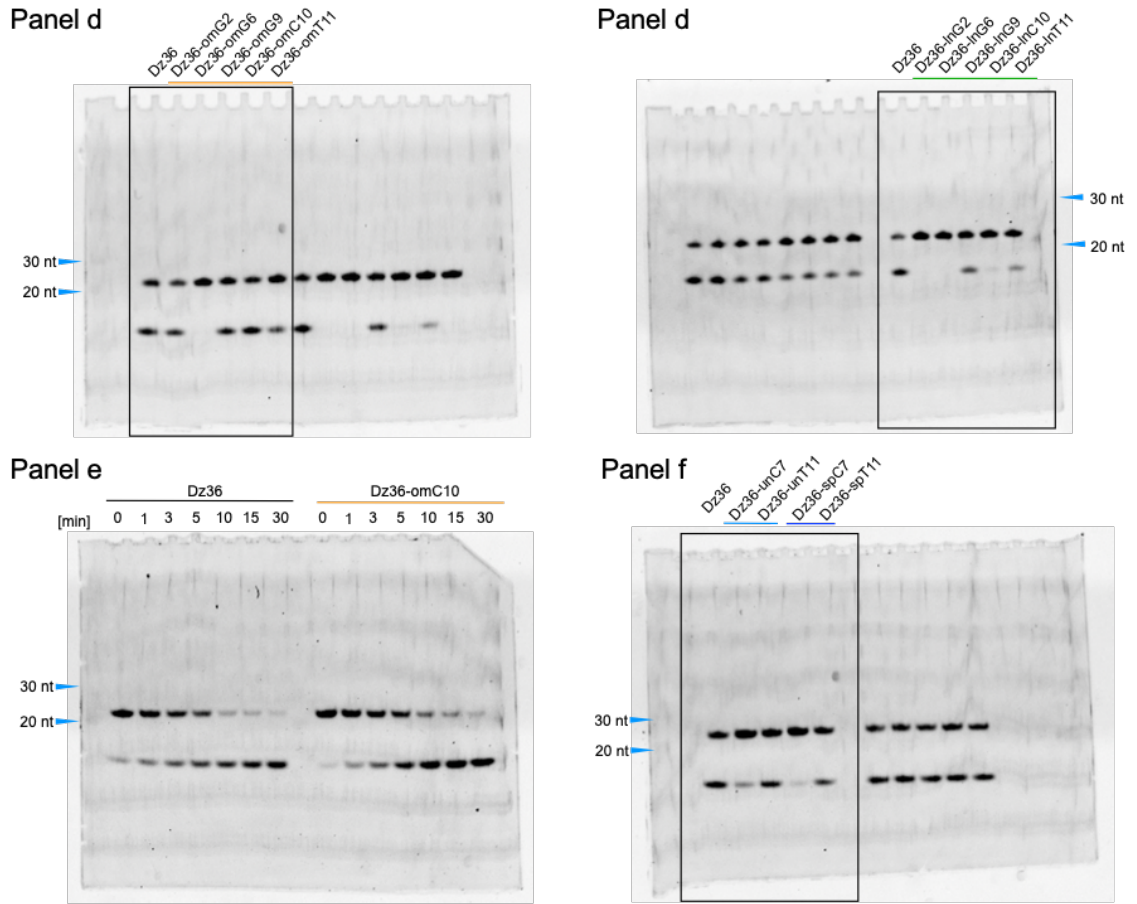 Panel d
Dz36
Dz36-omG2
Dz36-omG6
Dz36-omG9
Dz36-omC10
Dz36-omT11
30 nt
20 nt
Panel d
Dz36
Dz36-lnG2
Dz36-lnG6
Dz36-lnG9
Dz36-lnC10
Dz36-lnT11
30 nt
20 nt
Panel e
Dz36 Dz36-omC10
[min] 0 1 3 5 10 15 30 0 1 3 5 10 15 30
30 nt
20 nt
Panel f
Dz36
Dz36-unC7
Dz36-unT11
Dz36-spC7
Dz36-spT11
30 nt
20 nt